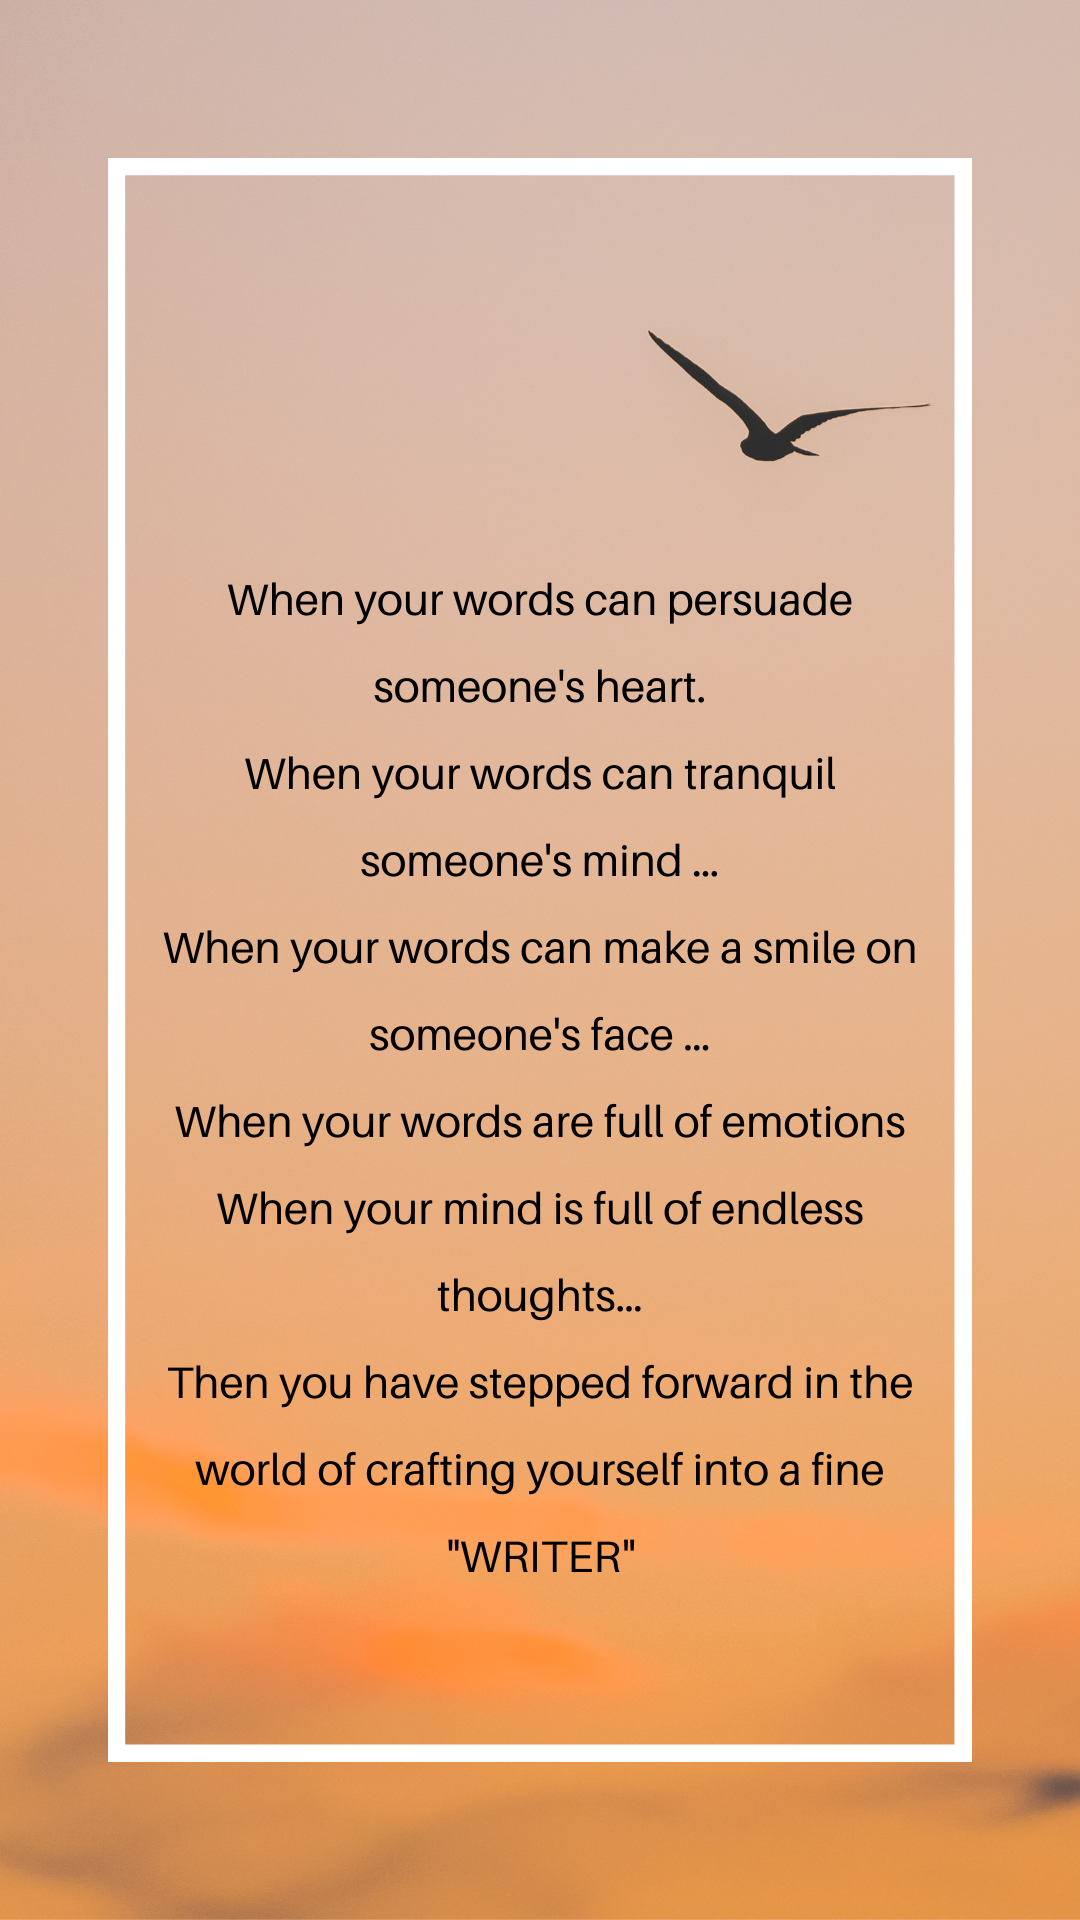 When your words can persuade
someone's heart.
When your words can tranquil
someone's mind ...
When your words can make a smile on
someone's face ...
When your words are full of emotions
When your mind is full of endless
thoughts...
Then you have stepped forward in the
world of crafting yourself into a fine
"WRITER"